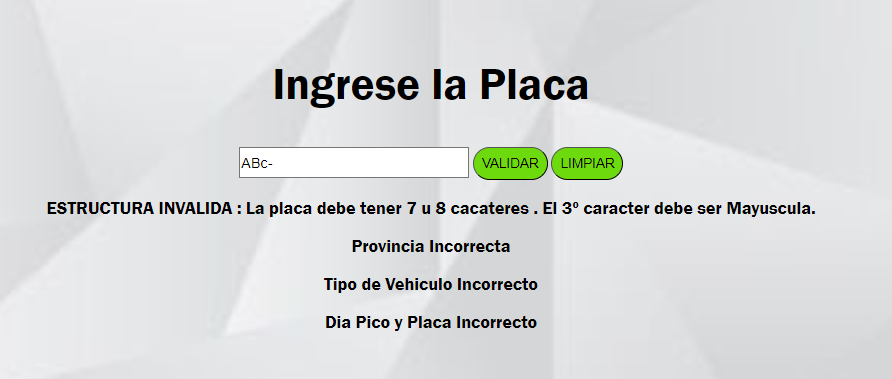 Ingrese la Placa
ABc- VALIDAR LIMPIAR
ESTRUCTURA INVALIDA : La placa debe tener 7 u 8 cacateres . El 3º caracter debe ser Mayuscula.
Provincia Incorrecta
Tipo de Vehiculo Incorrecto
Dia Pico y Placa Incorrecto